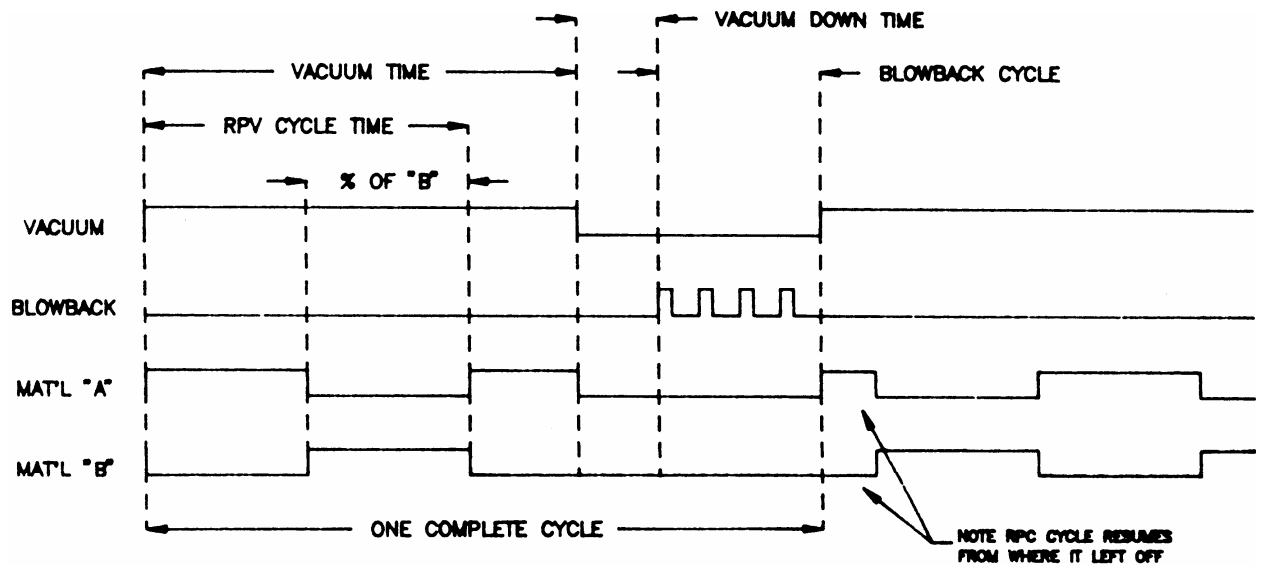 VACUUM DOWN TIME
VACUUM TIME
BLOWBACK CYCLE
RPV CYCLE TIME
% OF "B"
VACUUM
BLOWBACK
MAT'L "A"
MAT'L "B"
ONE COMPLETE CYCLE
NOTE RPC CYCLE RESUMES
FROM WHERE IT LEFT OFF